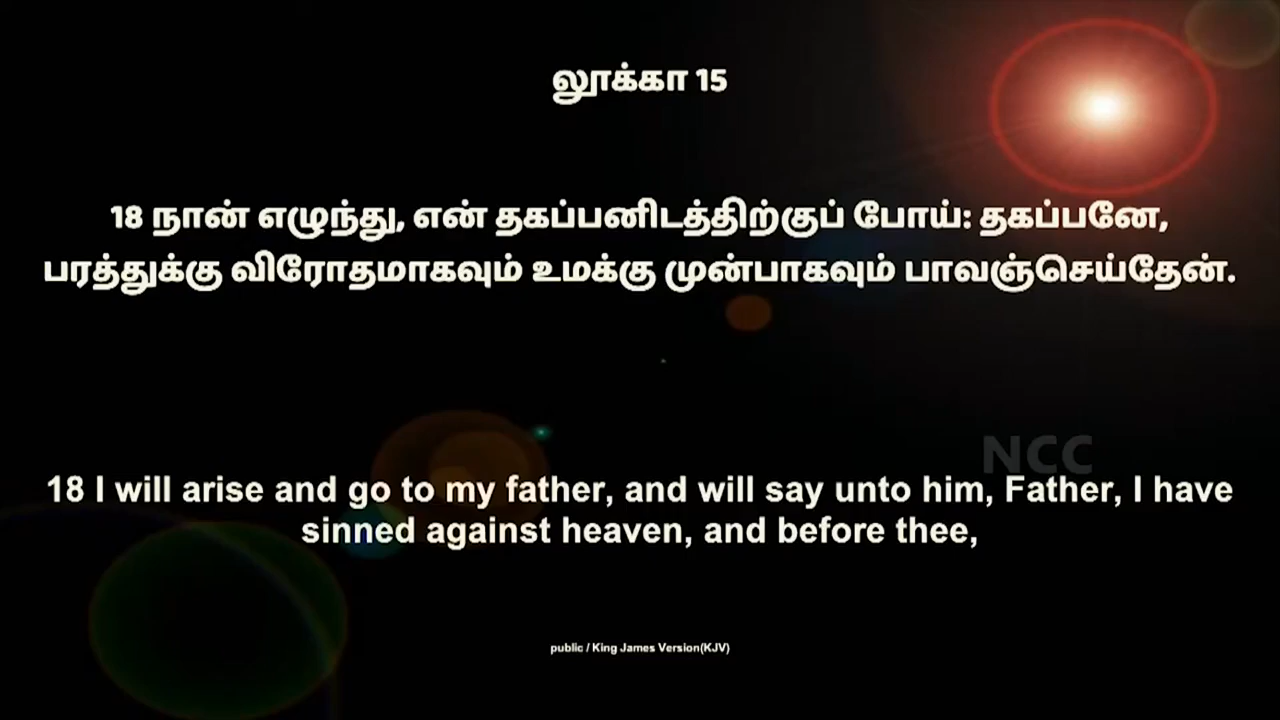 லூக்கா 15
18 நான் எழுந்து, என் தகப்பனிடத்திற்குப் போய்: தகப்பனே,
பரத்துக்கு விரோதமாகவும் உமக்கு முன்பாகவும் பாவஞ்செய்தேன்.
NCC
18 I will arise and go to my father, and will say unto him, Father, I have
sinned against heaven, and before thee,
public / King James Version(KJV)